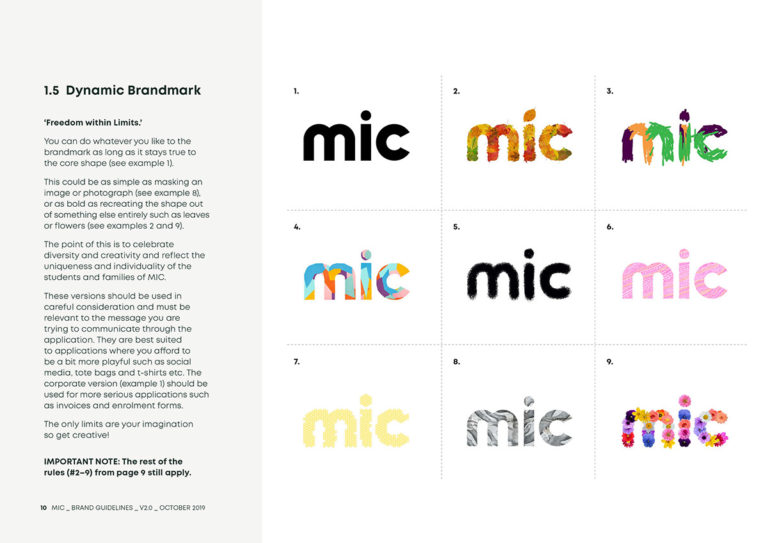 1.5 Dynamic Brandmark
‘Freedom within Limits.’
You can do whatever you like to the
brandmark as long as it stays true to
the core shape (see example 1).
This could be as simple as masking an
image or photograph (see example 8),
or as bold as recreating the shape out
of something else entirely such as leaves
or flowers (see examples 2 and 9).
The point of this is to celebrate
diversity and creativity and reflect the
uniqueness and individuality of the
students and families of MIC.
These versions should be used in
careful consideration and must be
relevant to the message you are
trying to communicate through the
application. They are best suited
to applications where you afford to
be a bit more playful such as social
media, tote bags and t-shirts etc. The
corporate version (example 1) should be
used for more serious applications such
as invoices and enrolment forms.
The only limits are your imagination
so get creative!
IMPORTANT NOTE: The rest of the
rules (#2–9) from page 9 still apply.
10 MIC _ BRAND GUIDELINES _ V2.0 _ OCTOBER 2019
1.
mic
2.
mic
3.
mic
4.
mic
5.
mic
6.
mic
7.
mic
8.
mic
9.
mic